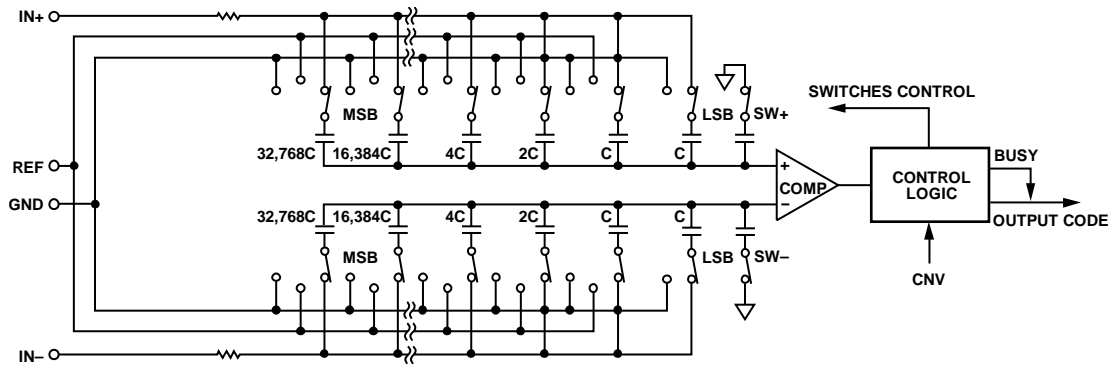 IN+
SWITCHES CONTROL
MSB
LSB
SW+
32,768C 16,384C 4C 2C C C
BUSY
REF
+
COMP
−
CONTROL
LOGIC
GND
32,768C 16,384C 4C 2C C C
OUTPUT CODE
MSB
LSB
SW−
CNV
IN−